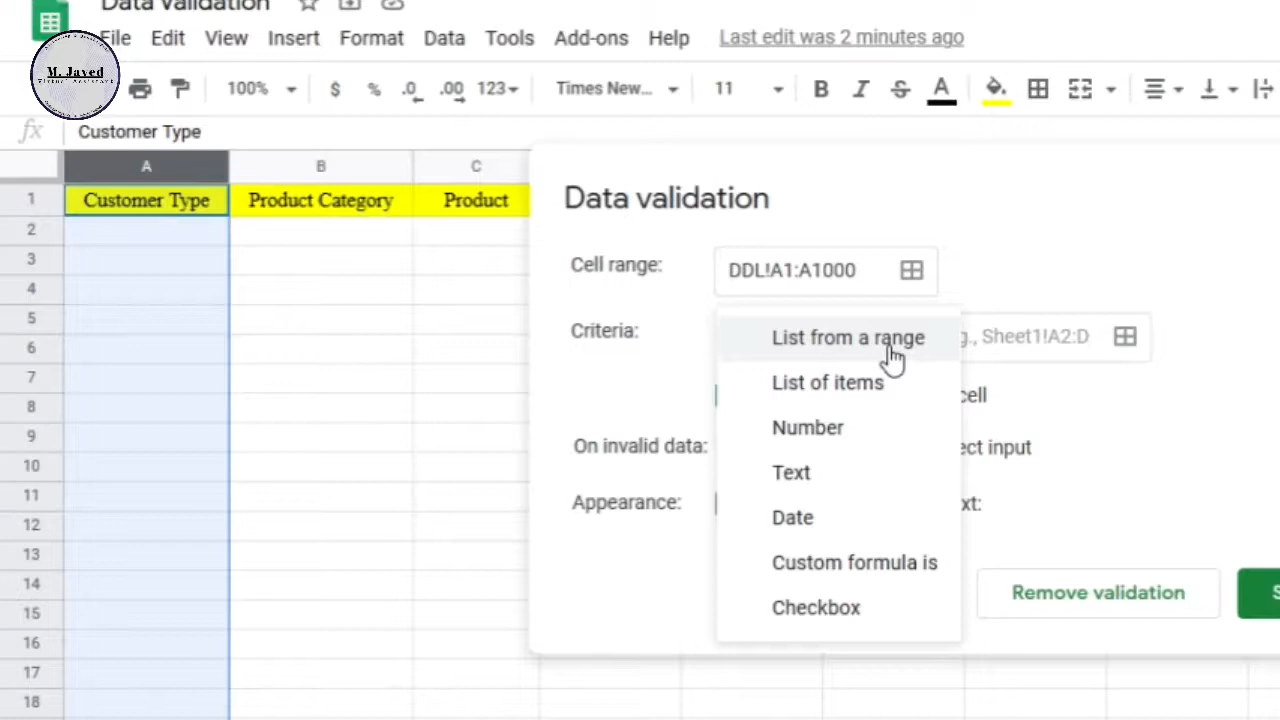 Data Validation
M. Javed
Virtual Assistant
File Edit View Insert Format Data Tools Add-ons Help Last edit was 2 minutes ago
100% $ % .0 .00 123 Times New... 11 B I S A
fx Customer Type
A B C
1 Customer Type Product Category Product
2
3
4
5
6
7
8
9
10
11
12
13
14
15
16
17
18
Data validation
Cell range: DDL!A1:A1000
Criteria: List from a range g., Sheet1!A2:D
List of items cell
Number
On invalid data: ect input
Text
Appearance: xt:
Date
Custom formula is
Checkbox
Remove validation S